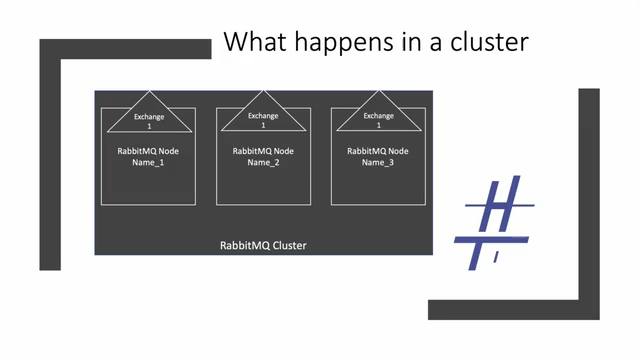 What happens in a cluster
Exchange
1
Exchange
1
Exchange
1
RabbitMQ Node
Name_1
RabbitMQ Node
Name_2
RabbitMQ Node
Name_3
RabbitMQ Cluster